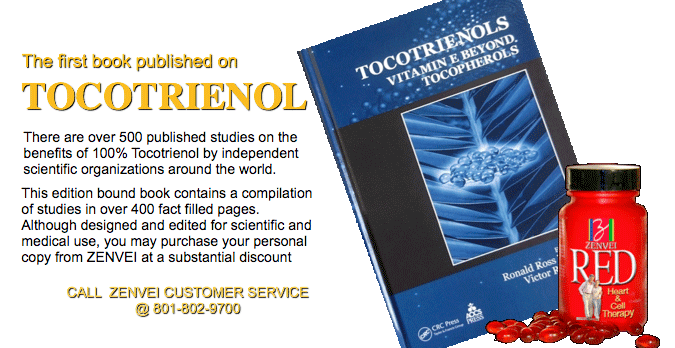 The first book published on
TOCOTRIENOL
There are over 500 published studies on the
benefits of 100% Tocotrienol by independent
scientific organizations around the world.
This edition bound book contains a compilation
of studies in over 400 fact filled pages.
Although designed and edited for scientific and
medical use, you may purchase your personal
copy from ZENVEI at a substantial discount
CALL ZENVEI CUSTOMER SERVICE
@ 801-802-9700
TOCOTRIENOLS
VITAMIN E BEYOND
TOCOPHEROLS
Ronald Ross
Victor R
CRC Press
AOCS
PRESS
ZENVEI
RED
Heart
&
Cell
Therapy